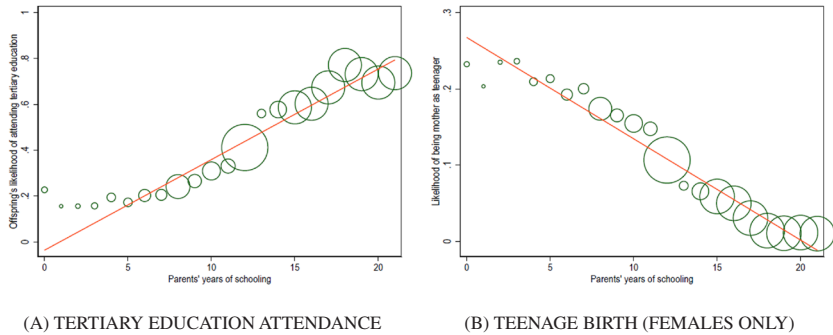 Offspring's likelihood of attending tertiary education
1
.8
.6
.4
.2
0
0 5 10 15 20
Parents' years of schooling
(A) TERTIARY EDUCATION ATTENDANCE
Likelihood of being mother as teenager
.3
.2
.1
0
0 5 10 15 20
Parents' years of schooling
(B) TEENAGE BIRTH (FEMALES ONLY)